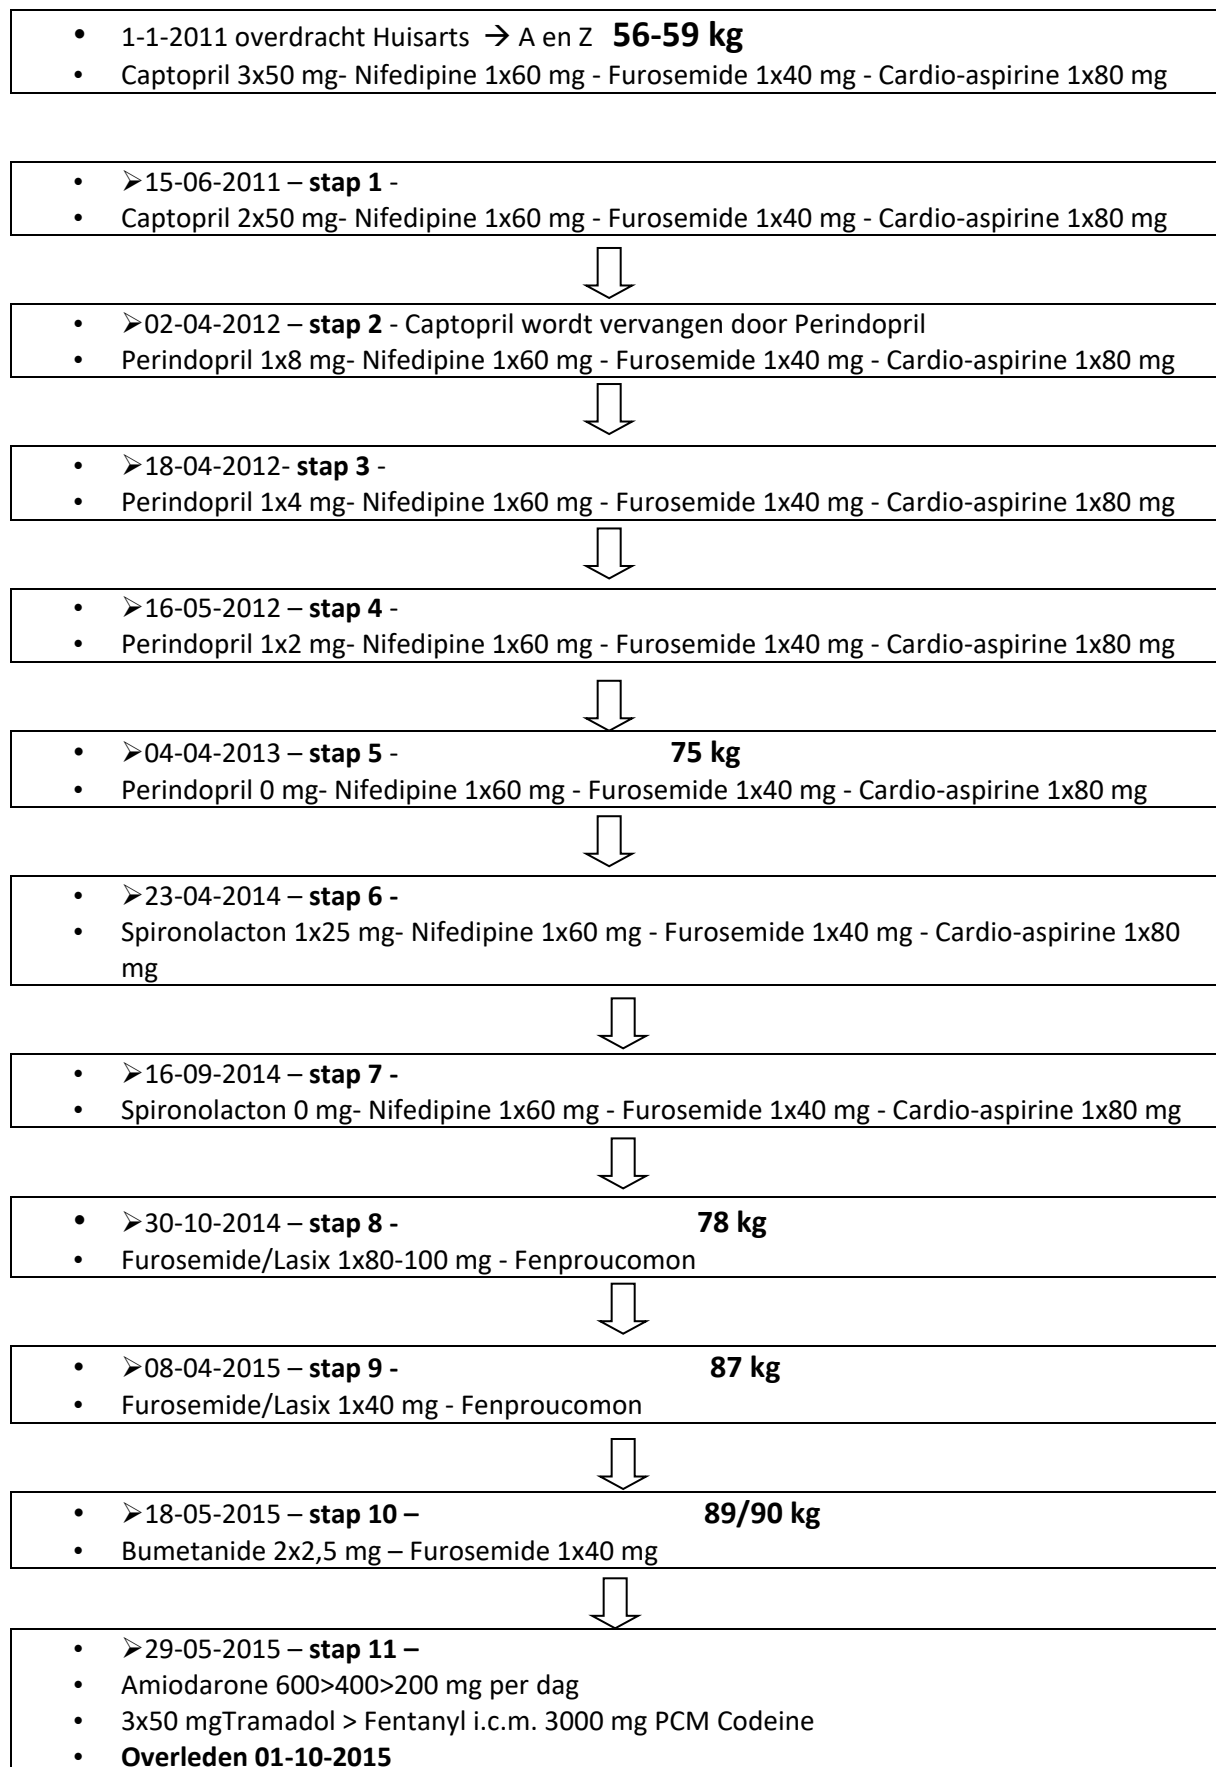 • 1-1-2011 overdracht Huisarts → A en Z 56-59 kg
• Captopril 3x50 mg- Nifedipine 1x60 mg - Furosemide 1x40 mg - Cardio-aspirine 1x80 mg
• ➢15-06-2011 – stap 1 -
• Captopril 2x50 mg- Nifedipine 1x60 mg - Furosemide 1x40 mg - Cardio-aspirine 1x80 mg
• ➢02-04-2012 – stap 2 - Captopril wordt vervangen door Perindopril
• Perindopril 1x8 mg- Nifedipine 1x60 mg - Furosemide 1x40 mg - Cardio-aspirine 1x80 mg
• ➢18-04-2012- stap 3 -
• Perindopril 1x4 mg- Nifedipine 1x60 mg - Furosemide 1x40 mg - Cardio-aspirine 1x80 mg
• ➢16-05-2012 – stap 4 -
• Perindopril 1x2 mg- Nifedipine 1x60 mg - Furosemide 1x40 mg - Cardio-aspirine 1x80 mg
• ➢04-04-2013 – stap 5 - 75 kg
• Perindopril 0 mg- Nifedipine 1x60 mg - Furosemide 1x40 mg - Cardio-aspirine 1x80 mg
• ➢23-04-2014 – stap 6 -
• Spironolacton 1x25 mg- Nifedipine 1x60 mg - Furosemide 1x40 mg - Cardio-aspirine 1x80
mg
• ➢16-09-2014 – stap 7 -
• Spironolacton 0 mg- Nifedipine 1x60 mg - Furosemide 1x40 mg - Cardio-aspirine 1x80 mg
• ➢30-10-2014 – stap 8 - 78 kg
• Furosemide/Lasix 1x80-100 mg - Fenproucomon
• ➢08-04-2015 – stap 9 - 87 kg
• Furosemide/Lasix 1x40 mg - Fenproucomon
• ➢18-05-2015 – stap 10 – 89/90 kg
• Bumetanide 2x2,5 mg – Furosemide 1x40 mg
• ➢29-05-2015 – stap 11 –
• Amiodarone 600>400>200 mg per dag
• 3x50 mgTramadol > Fentanyl i.c.m. 3000 mg PCM Codeine
• Overleden 01-10-2015